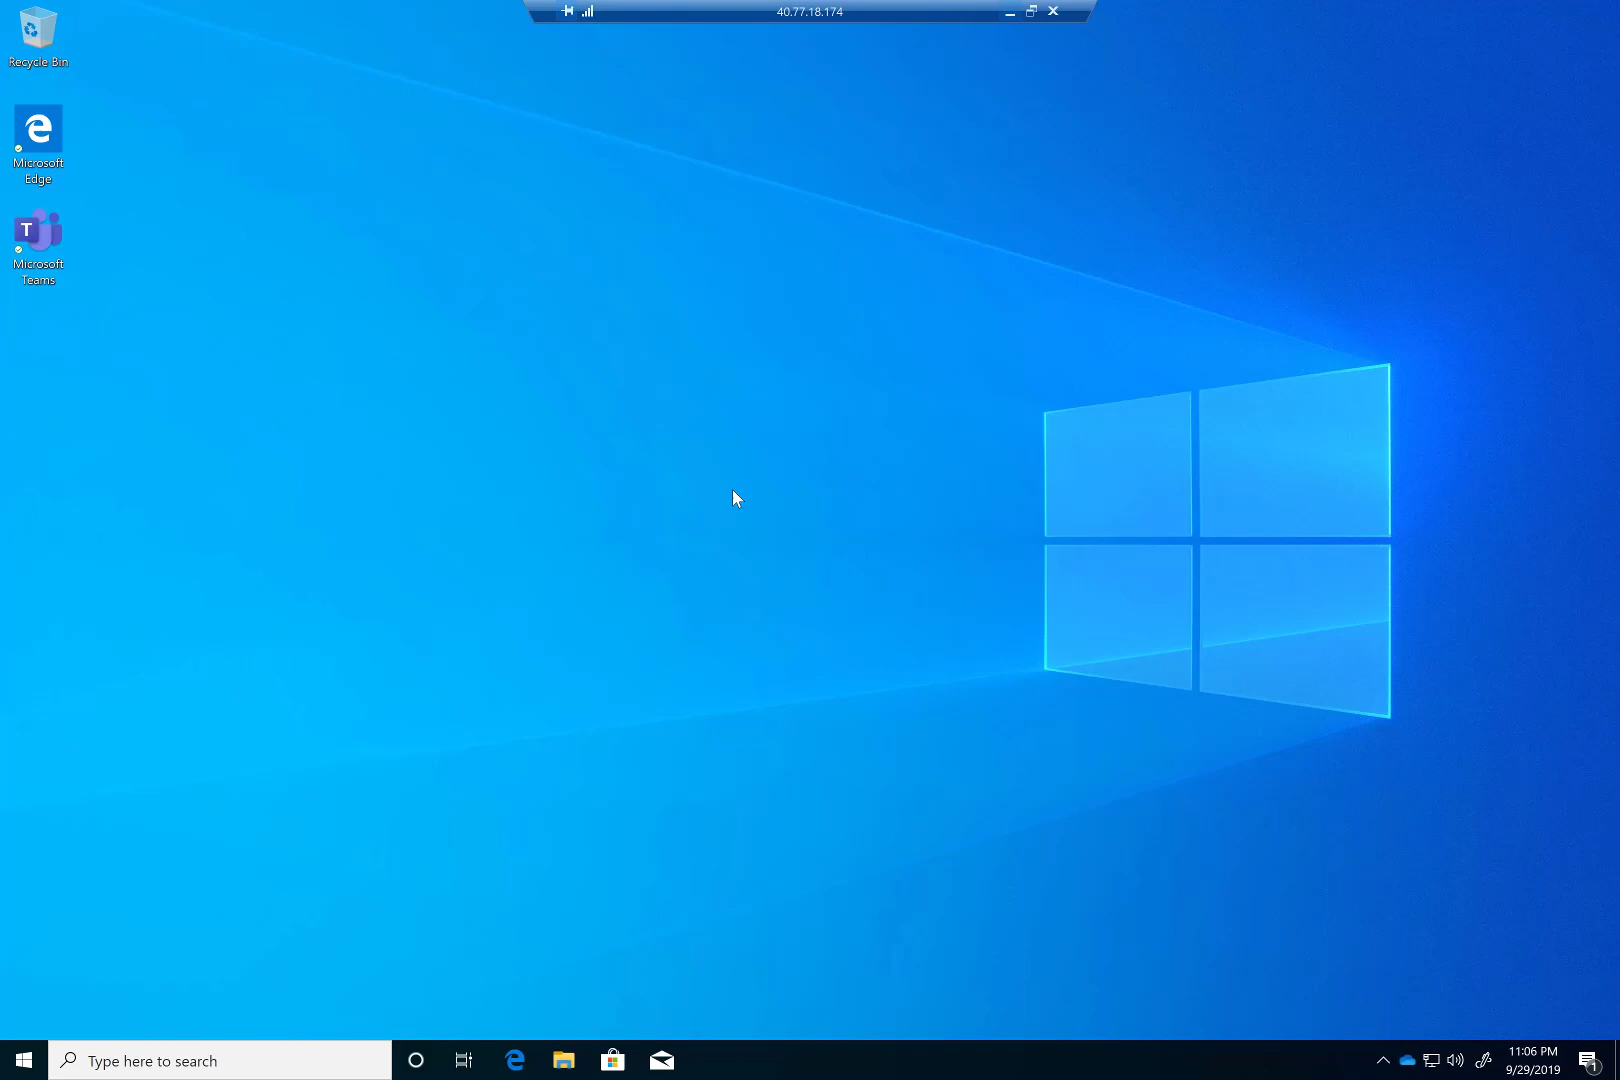 40.77.18.174
Recycle Bin
Microsoft
Edge
T
Microsoft
Teams
Type here to search
11:06 PM
9/29/2019
1